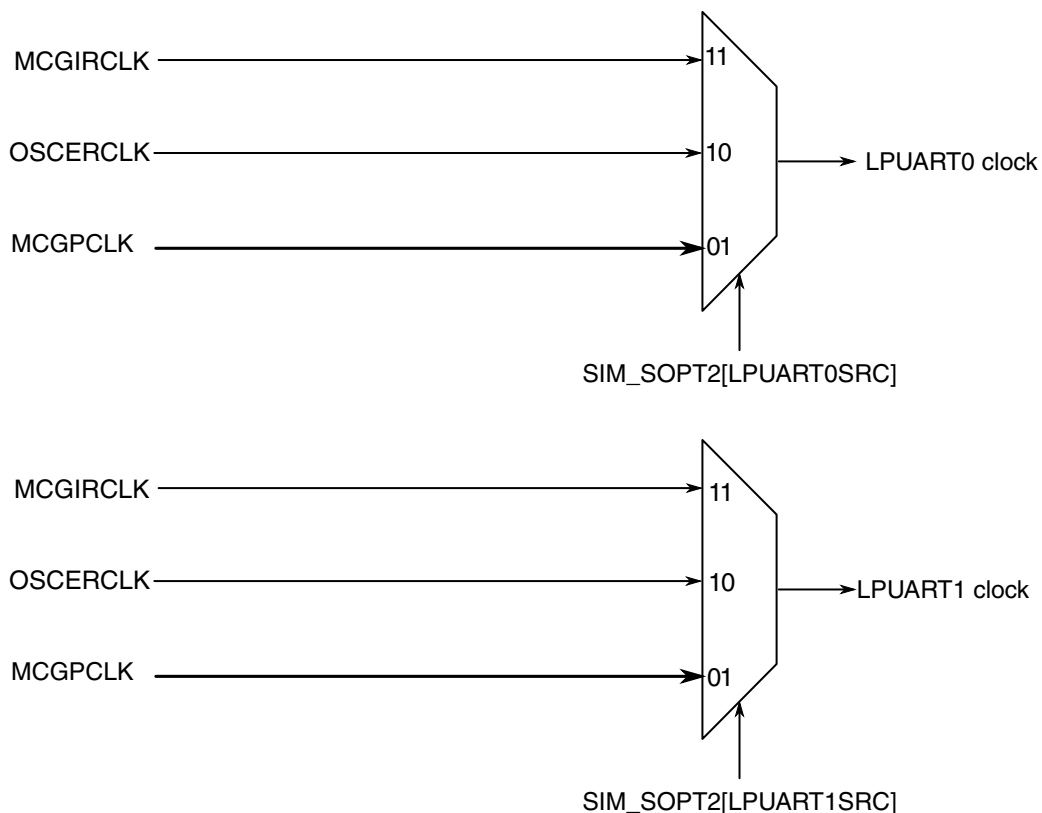 MCGIRCLK
11
OSCERCLK
10
LPUART0 clock
MCGPCLK
01
SIM_SOPT2[LPUART0SRC]
MCGIRCLK
11
OSCERCLK
10
LPUART1 clock
MCGPCLK
01
SIM_SOPT2[LPUART1SRC]